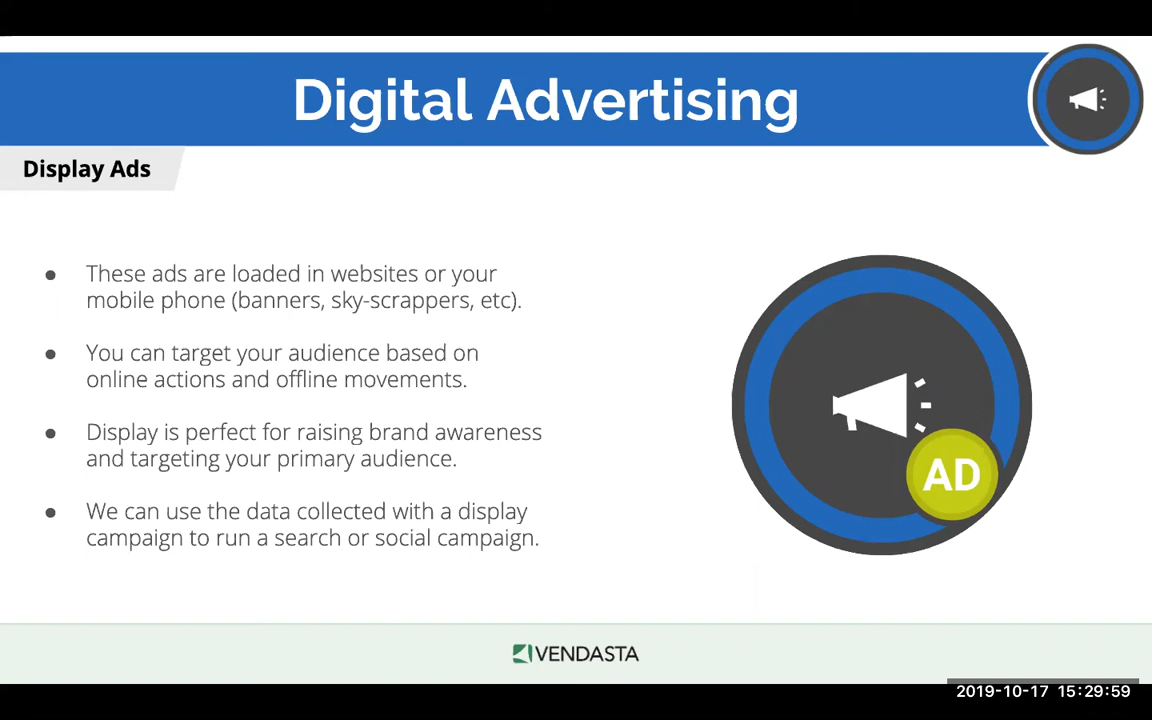 Digital Advertising
Display Ads
● These ads are loaded in websites or your
mobile phone (banners, sky-scrappers, etc).
● You can target your audience based on
online actions and offline movements.
● Display is perfect for raising brand awareness
and targeting your primary audience.
● We can use the data collected with a display
campaign to run a search or social campaign.
AD
VENDASTA
2019-10-17 15:29:59